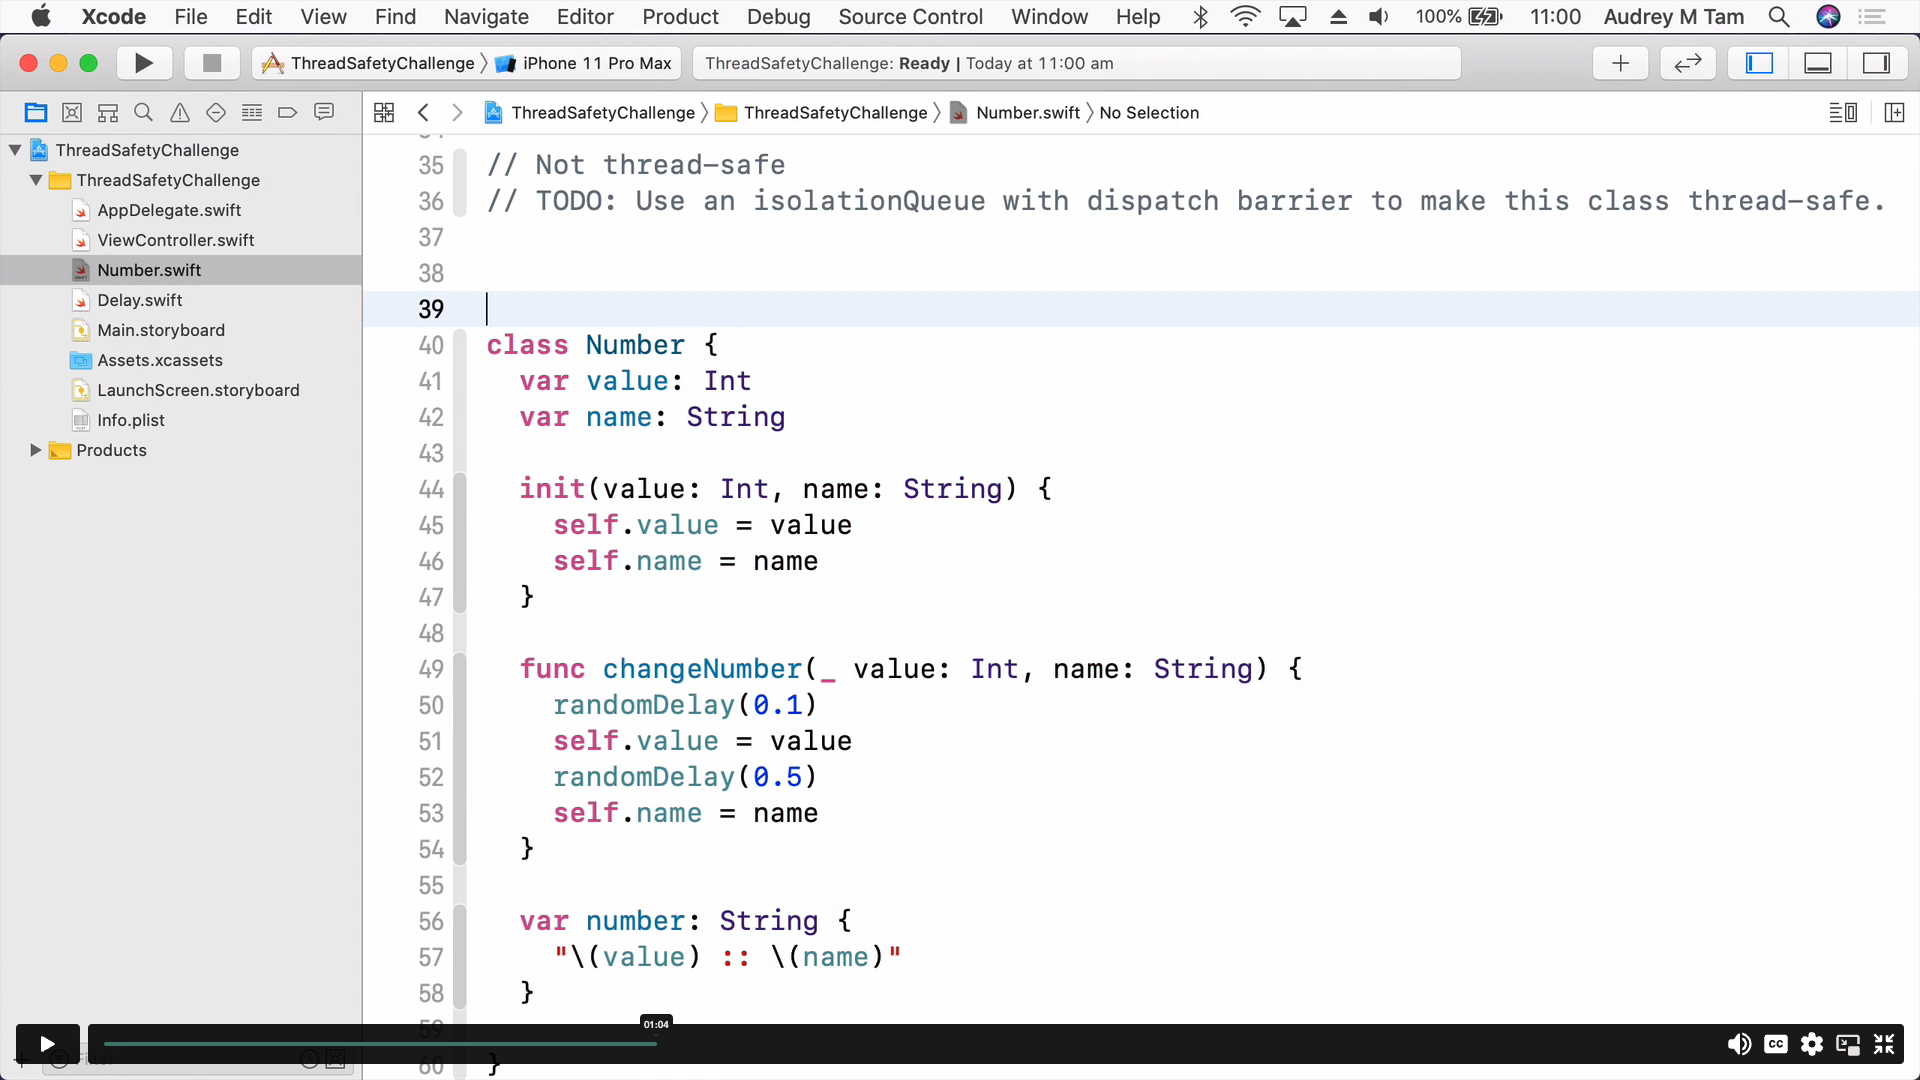 Xcode File Edit View Find Navigate Editor Product Debug Source Control Window Help 100% 11:00 Audrey M Tam
ThreadSafetyChallenge iPhone 11 Pro Max ThreadSafetyChallenge: Ready | Today at 11:00 am
ThreadSafetyChallenge ThreadSafetyChallenge Number.swift No Selection
ThreadSafetyChallenge
ThreadSafetyChallenge
AppDelegate.swift
ViewController.swift
Number.swift
Delay.swift
Main.storyboard
Assets.xcassets
LaunchScreen.storyboard
Info.plist
Products
35 // Not thread-safe
36 // TODO: Use an isolationQueue with dispatch barrier to make this class thread-safe.
37
38
39
40 class Number {
41 var value: Int
42 var name: String
43
44 init(value: Int, name: String) {
45 self.value = value
46 self.name = name
47 }
48
49 func changeNumber(_ value: Int, name: String) {
50 randomDelay(0.1)
51 self.value = value
52 randomDelay(0.5)
53 self.name = name
54 }
55
56 var number: String {
57 "\(value) :: \(name)"
58 }
59
60 }
01:04
CC
Filter